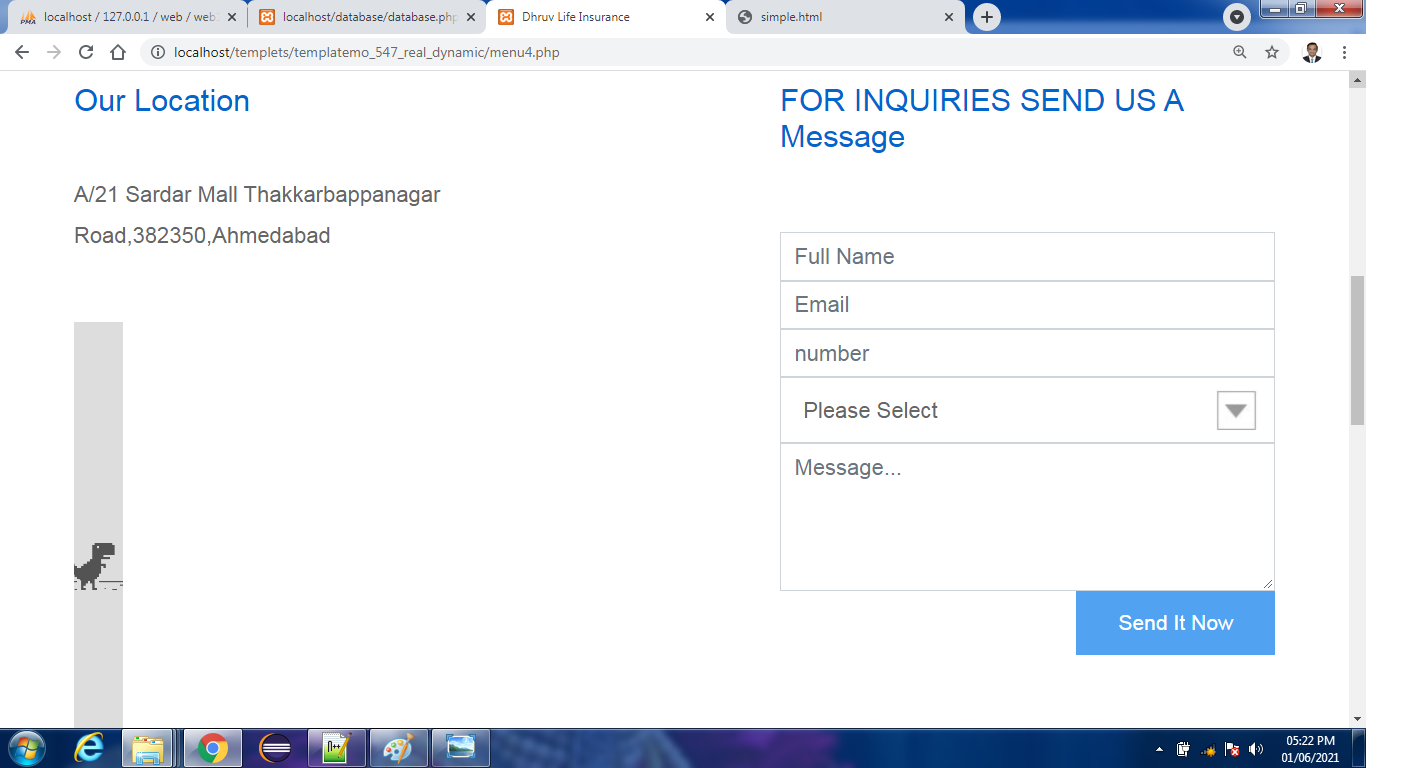 localhost / 127.0.0.1 / web / web
localhost/database/database.php
Dhruv Life Insurance
simple.html
localhost/templets/templatemo_547_real_dynamic/menu4.php
Our Location
A/21 Sardar Mall Thakkarbappanagar
Road,382350,Ahmedabad
FOR INQUIRIES SEND US A
Message
Full Name
Email
number
Please Select
Message...
Send It Now
05:22 PM
01/06/2021